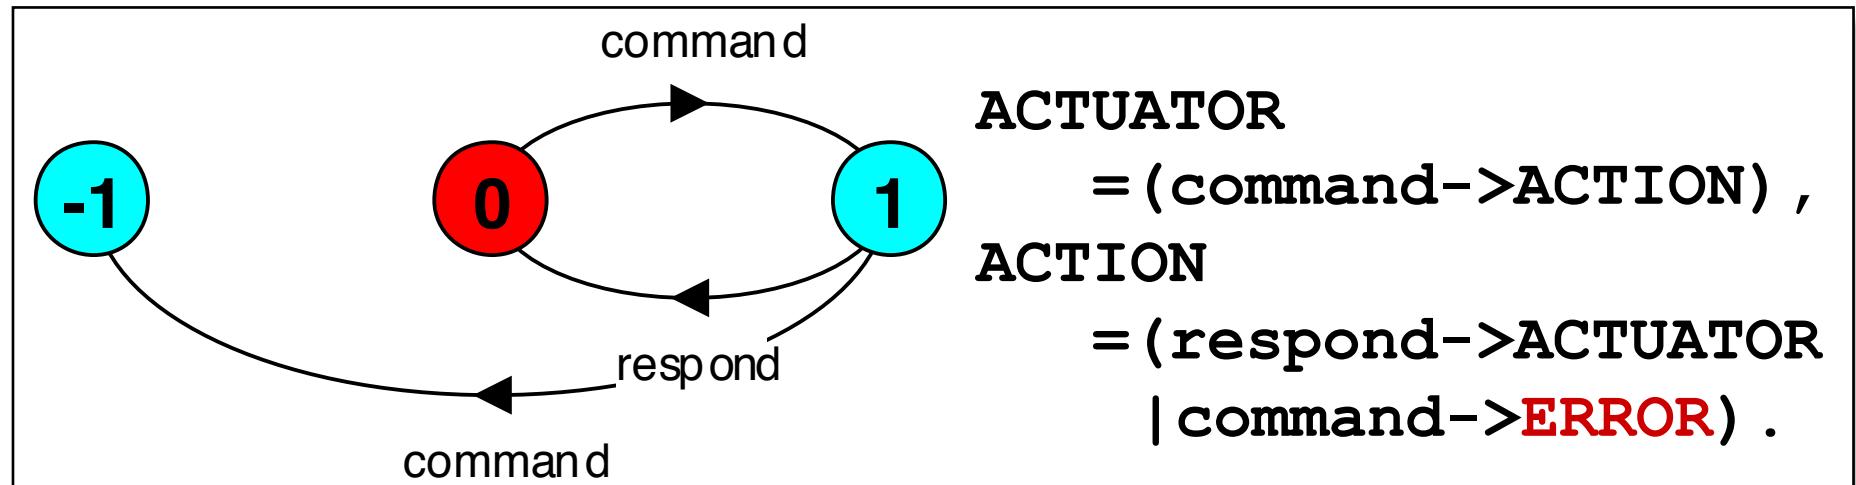 command
-1
0
1
respond
command
ACTUATOR
=(command->ACTION),
ACTION
=(respond->ACTUATOR
|command->ERROR).